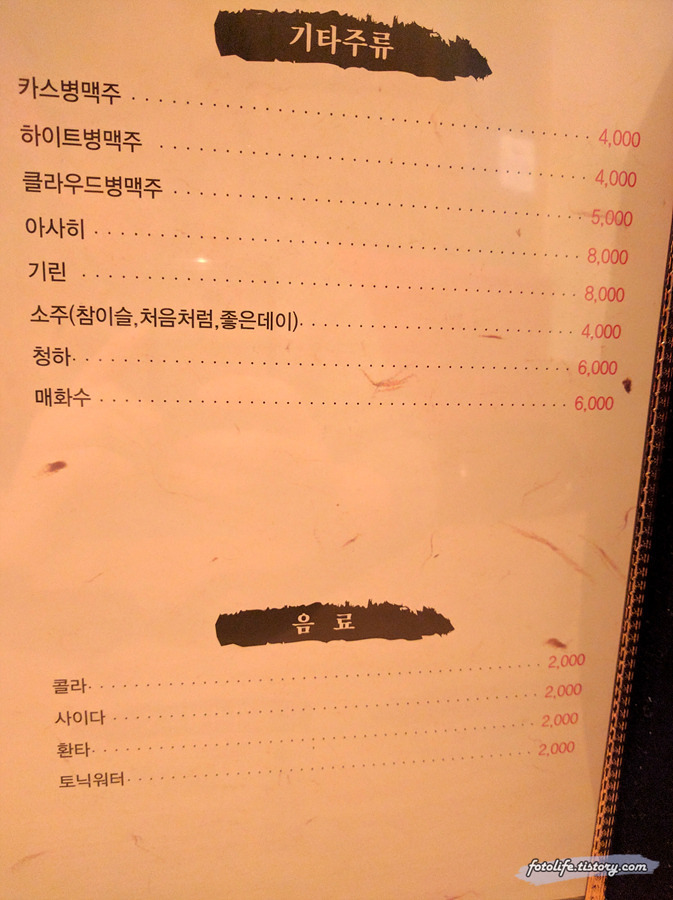 기타주류
카스병맥주 4,000
하이트병맥주 4,000
클라우드병맥주 5,000
아사히 8,000
기린 8,000
소주(참이슬,처음처럼,좋은데이) 4,000
청하 6,000
매화수 6,000
음 료
콜라 2,000
사이다 2,000
환타 2,000
토닉워터 2,000
fotolife.tistory.com